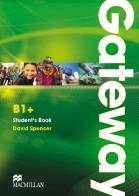 Gateway
B1+
Student's Book
David Spencer
MACMILLAN